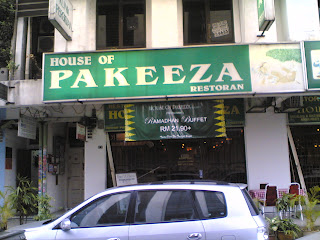 HOUSE OF
PAKEEZA
RESTORAN
HOUSE OF PAKEEZA
RAMADHAN BUFFET
RM 21.90+